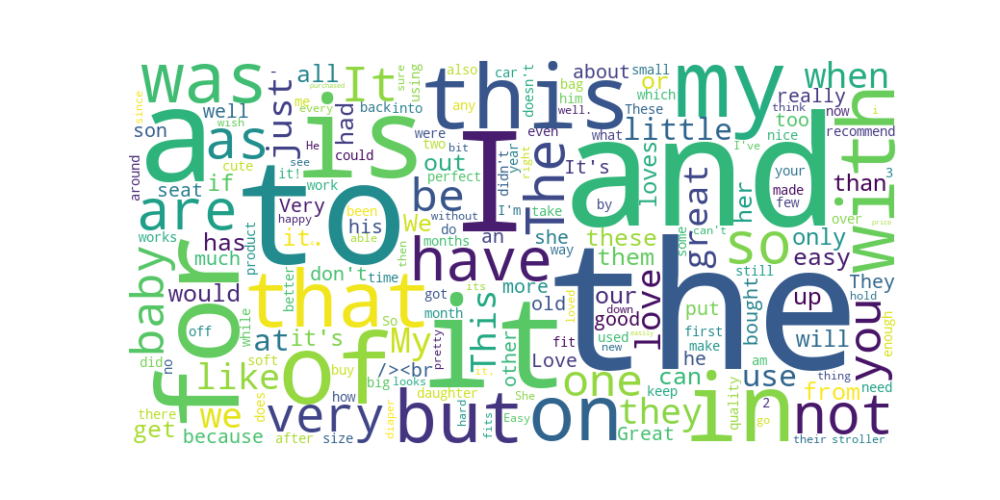 was
a
as
is
It
this
my
when
all
just
had
really
or
about
small
car
also
any
doesn't
bag
him
These
which
well.
even
what
little
too
nice
think
now
i
recommend
since
me
every
purchased
sure
using
back
into
were
two
bit
didn't
year
right
son
well
wish
He
could
cute
see
it!
work
out
perfect
be
I
The
It's
and
loves
I've
your
3
made
few
than
with
around
seat
if
are
to
Very
happy
been
able
his
We
do
without
I'm
take
by
her
great
over
works
has
much
product
it..
then
months
an
she
way
these
them
some
can't
so
only
easy
price
still
They
hold
baby
for
would
better
don't
time
that
have
its
got
month
more
old
our
down
good
used
new
easily
love
the
put
first
make
bought
up
will
you
enough
off
while
at
it's
So
My
pretty
it
This
it.
other
loved
fit
Love
he
am
thing
did
no
like
soft
of
buy
how
/><br
big
looks
daughter
hard
She
one
can
keep
use
from
need
we
get
there
because
does
after
very
size
diaper
but
fits
Easy
on
they
Great
in
quality
2
go
not
their
stroller